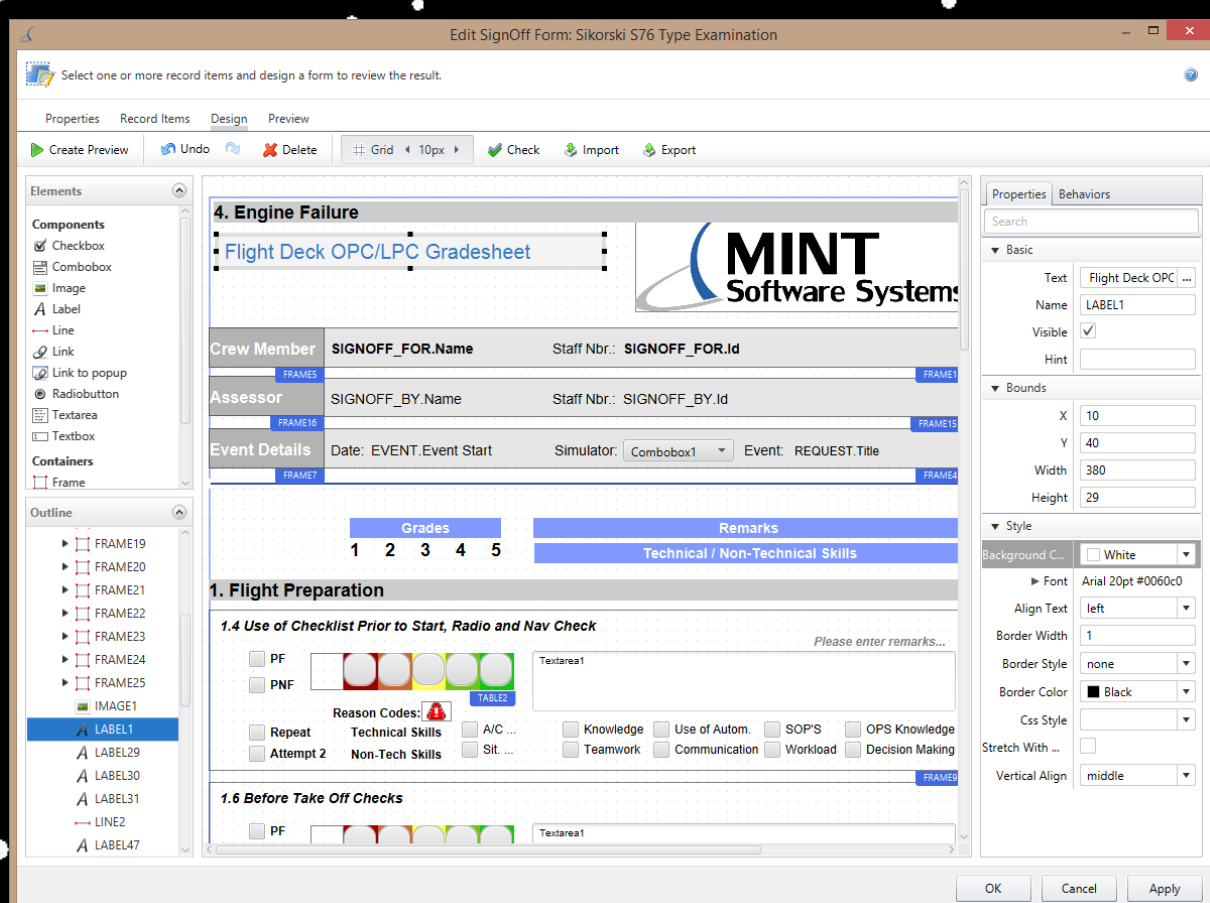 Edit SignOff Form: Sikorski S76 Type Examination
Select one or more record items and design a form to review the result.
Properties Record Items Design Preview
Create Preview Undo Delete Grid 10px Check Import Export
Elements
Components
Checkbox
Combobox
Image
Label
Line
Link
Link to popup
Radiobutton
Textarea
Textbox
Containers
Frame
Outline
FRAME19
FRAME20
FRAME21
FRAME22
FRAME23
FRAME24
FRAME25
IMAGE1
LABEL1
LABEL29
LABEL30
LABEL31
LINE2
LABEL47
4. Engine Failure
Flight Deck OPC/LPC Gradesheet
MINT
Software Systems
Crew Member SIGNOFF_FOR.Name Staff Nbr.: SIGNOFF_FOR.Id
FRAME5 FRAME1
Assessor SIGNOFF_BY.Name Staff Nbr.: SIGNOFF_BY.Id
FRAME16 FRAME15
Event Details Date: EVENT.Event Start Simulator: Combobox1 Event: REQUEST.Title
FRAME7 FRAME4
Grades Remarks
1 2 3 4 5 Technical / Non-Technical Skills
1. Flight Preparation
1.4 Use of Checklist Prior to Start, Radio and Nav Check
Please enter remarks...
PF Textarea1
PNF
TABLE2
Reason Codes:
Repeat Technical Skills A/C ... Knowledge Use of Autom. SOP'S OPS Knowledge
Attempt 2 Non-Tech Skills Sit. ... Teamwork Communication Workload Decision Making
FRAME9
1.6 Before Take Off Checks
PF Textarea1
Properties Behaviors
Search
Basic
Text Flight Deck OPC ...
Name LABEL1
Visible
Hint
Bounds
X 10
Y 40
Width 380
Height 29
Style
Background C... White
Font Arial 20pt #0060c0
Align Text left
Border Width 1
Border Style none
Border Color Black
Css Style
Stretch With ...
Vertical Align middle
OK Cancel Apply